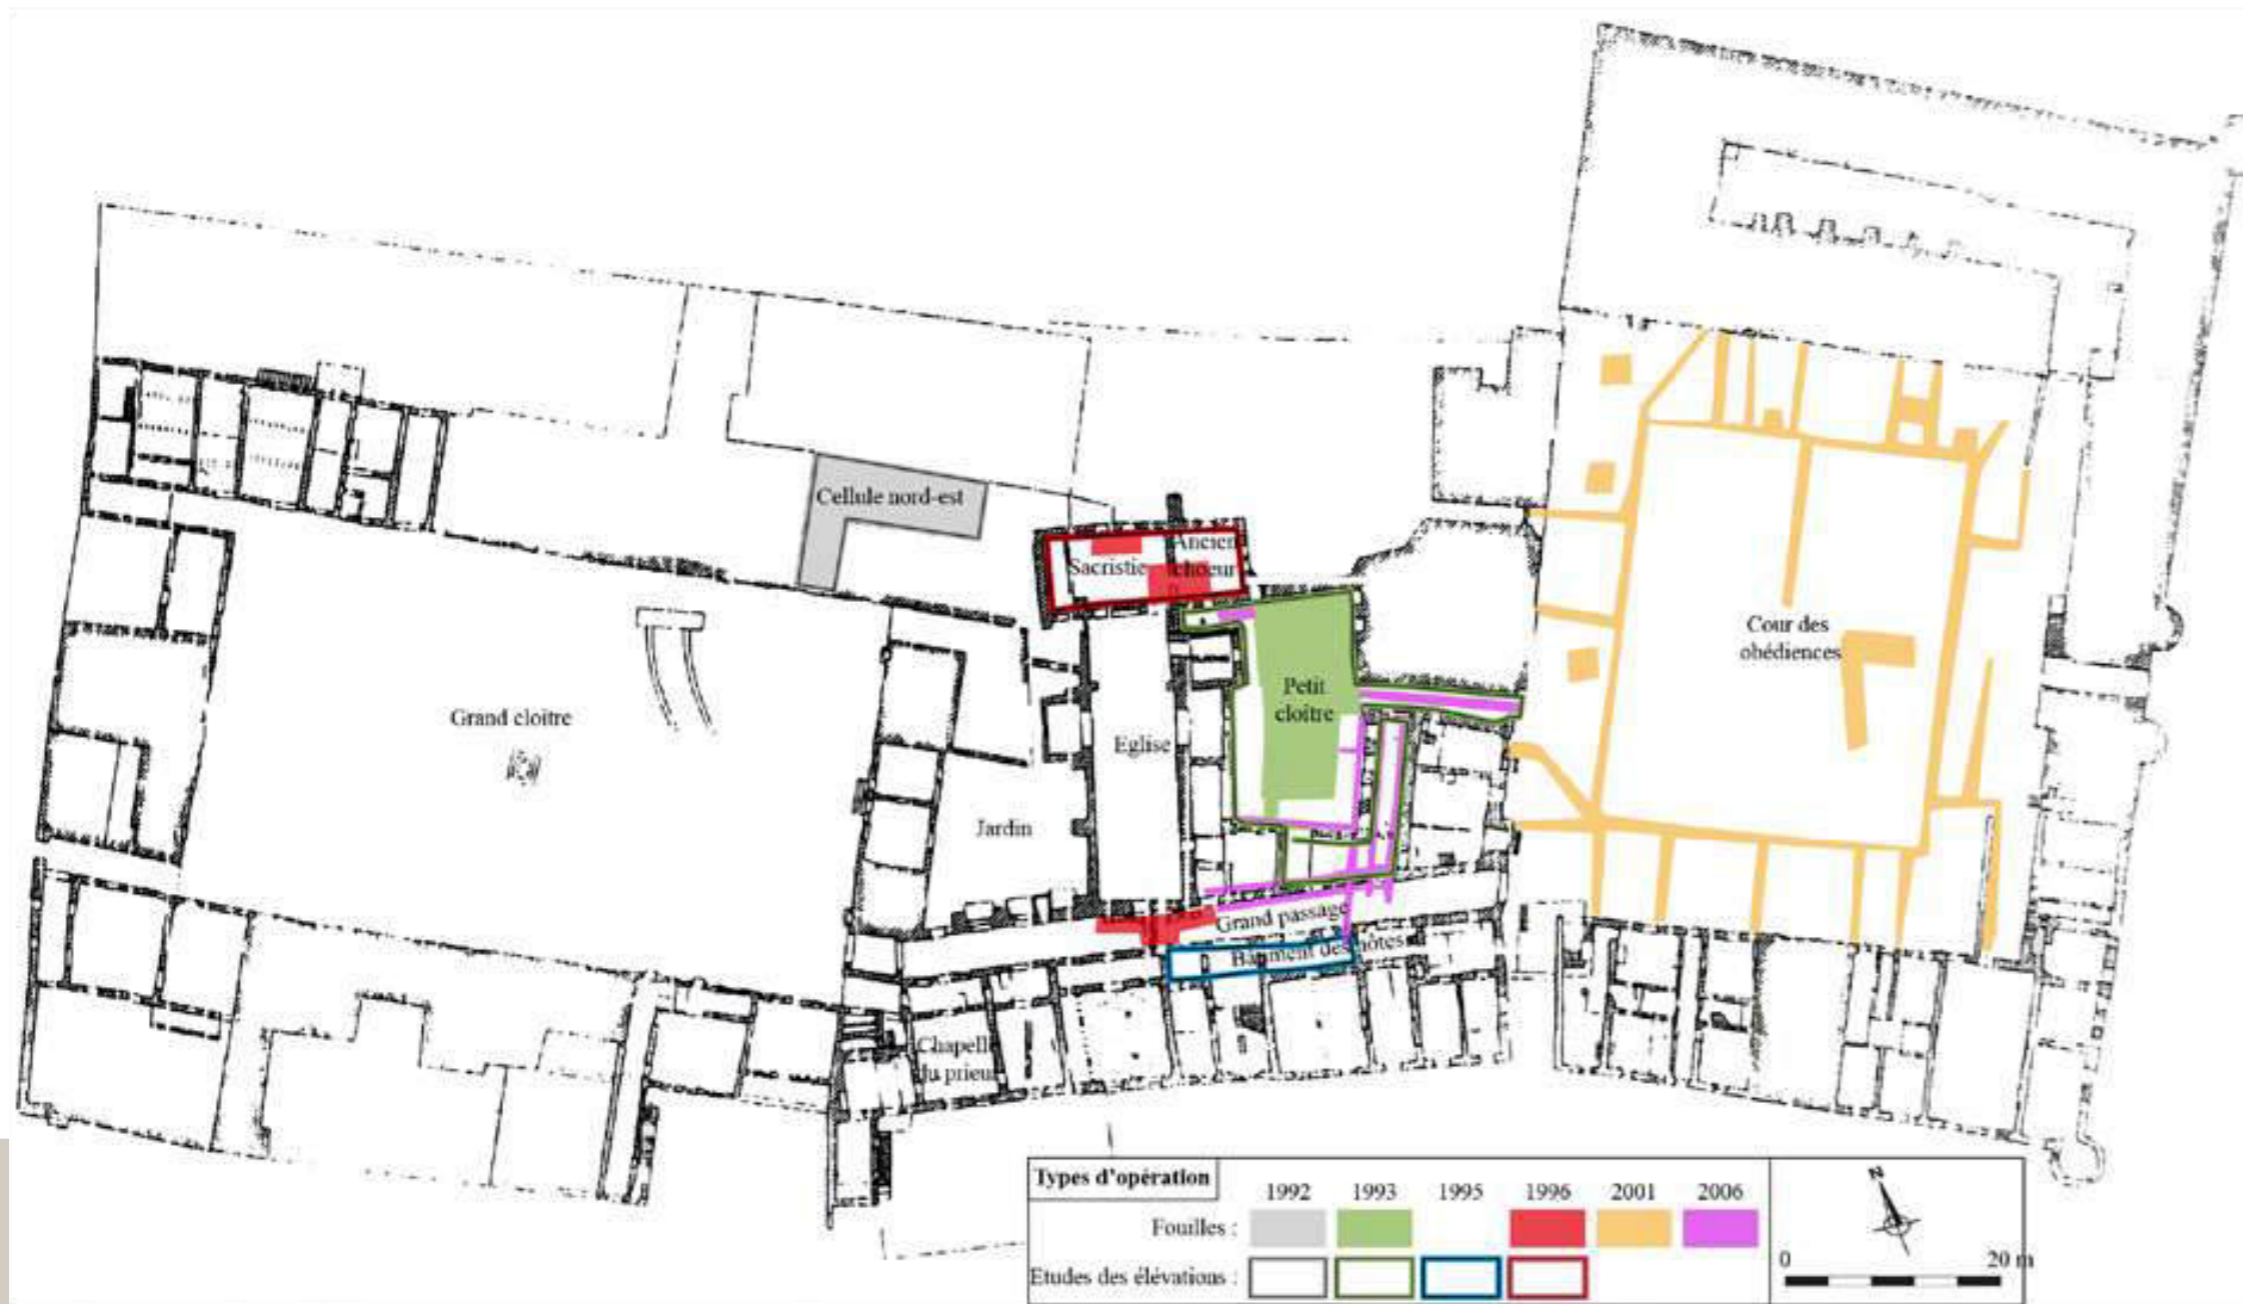 Cellule nord-est
Ancien
Sacristie
choeur
Cour des
obédiences
Petit
cloître
Grand cloître
Eglise
Jardin
Grand passage
Bâtiment des hôtes
Chapelle
du prieur
Types d'opération
1992 1993 1995 1996 2001 2006
Fouilles :
Etudes des élévations :
N
0 20 m